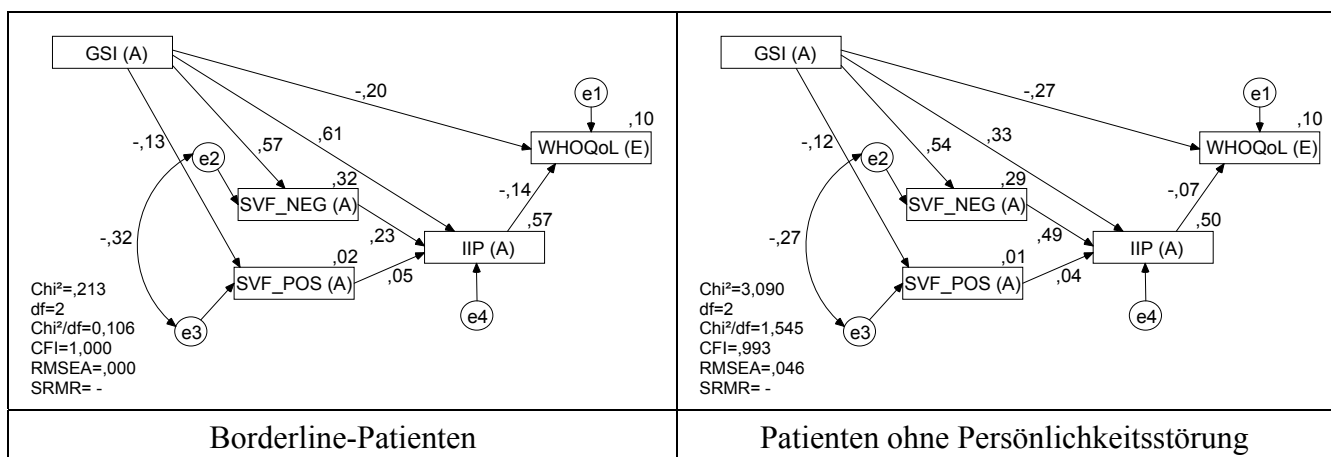 GSI (A)
-,20
e1
,10
-,13
,57
,61
WHOQoL (E)
e2
,32
-,14
SVF_NEG (A)
,57
-,32
,23
IIP (A)
,02
SVF_POS (A)
,05
Chi²=,213
df=2
Chi²/df=0,106
CFI=1,000
RMSEA=,000
SRMR= -
e3
e4
Borderline-Patienten
GSI (A)
-,27
e1
,10
-,12
,54
,33
WHOQoL (E)
e2
,29
-,07
SVF_NEG (A)
,50
-,27
,49
IIP (A)
,01
SVF_POS (A)
,04
Chi²=3,090
df=2
Chi²/df=1,545
CFI=,993
RMSEA=,046
SRMR= -
e3
e4
Patienten ohne Persönlichkeitsstörung